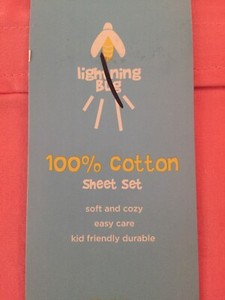 lightning
Bug
100% cotton
Sheet Set
soft and cozy
easy care
kid friendly durable